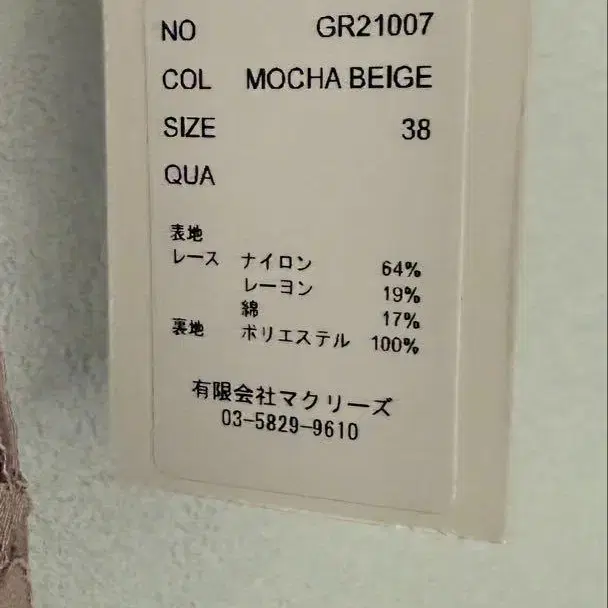 NO GR21007
COL MOCHA BEIGE
SIZE 38
QUA
表地
レース ナイロン 64%
レーヨン 19%
綿 17%
裏地 ポリエステル 100%
有限会社マクリーズ
03-5829-9610